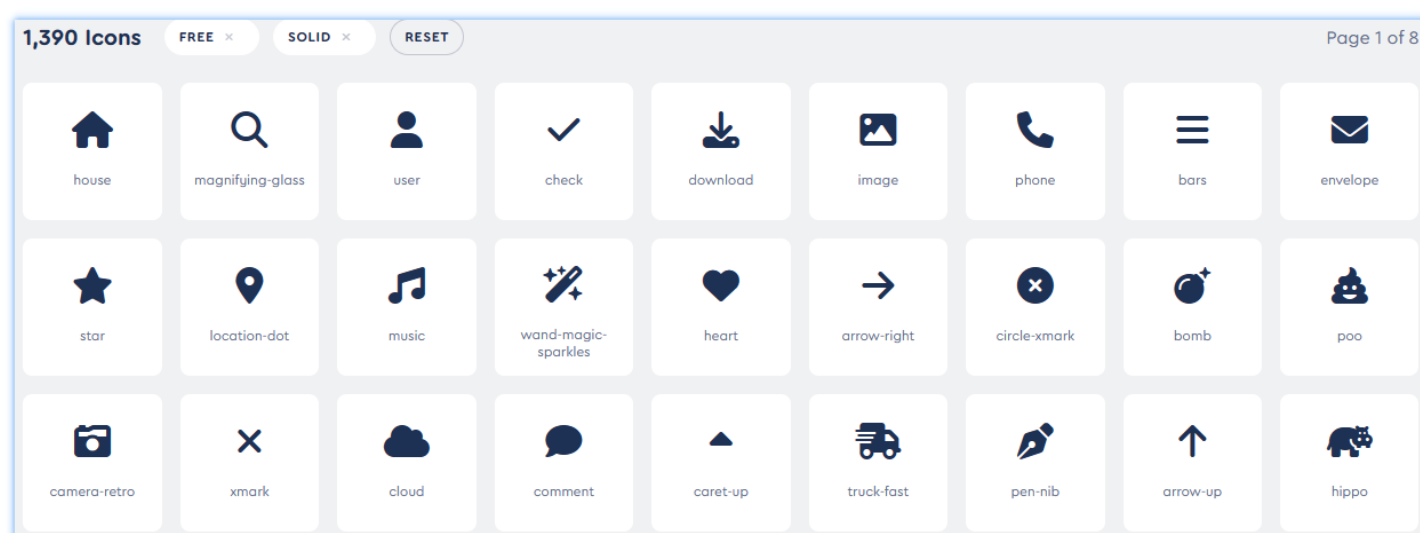 1,390 Icons FREE × SOLID × RESET Page 1 of 8
house magnifying-glass user check download image phone bars envelope
star location-dot music wand-magic-sparkles heart arrow-right circle-xmark bomb poo
camera-retro xmark cloud comment caret-up truck-fast pen-nib arrow-up hippo